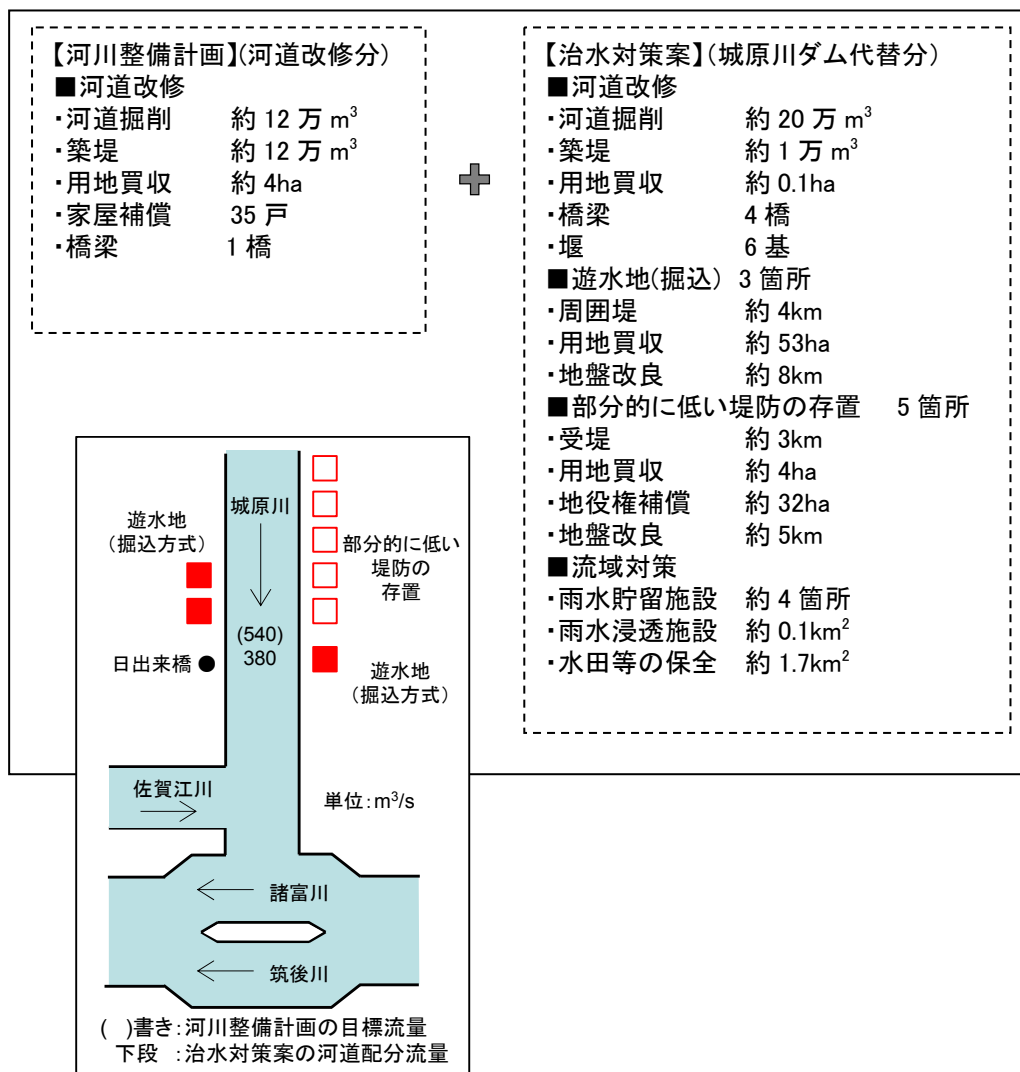 【河川整備計画】(河道改修分)
■河道改修
・河道掘削 約 12 万 m³
・築堤 約 12 万 m³
・用地買収 約 4ha
・家屋補償 35 戸
・橋梁 1 橋
【治水対策案】(城原川ダム代替分)
■河道改修
・河道掘削 約 20 万 m³
・築堤 約 1 万 m³
・用地買収 約 0.1ha
・橋梁 4 橋
・堰 6 基
■遊水地(掘込) 3 箇所
・周囲堤 約 4km
・用地買収 約 53ha
・地盤改良 約 8km
■部分的に低い堤防の存置 5 箇所
・受堤 約 3km
・用地買収 約 4ha
・地役権補償 約 32ha
・地盤改良 約 5km
■流域対策
・雨水貯留施設 約 4 箇所
・雨水浸透施設 約 0.1km²
・水田等の保全 約 1.7km²
城原川
遊水地
(掘込方式)
部分的に低い
堤防の
存置
(540)
380
日出来橋
遊水地
(掘込方式)
佐賀江川
単位:m³/s
諸富川
筑後川
( )書き:河川整備計画の目標流量
下段 :治水対策案の河道配分流量